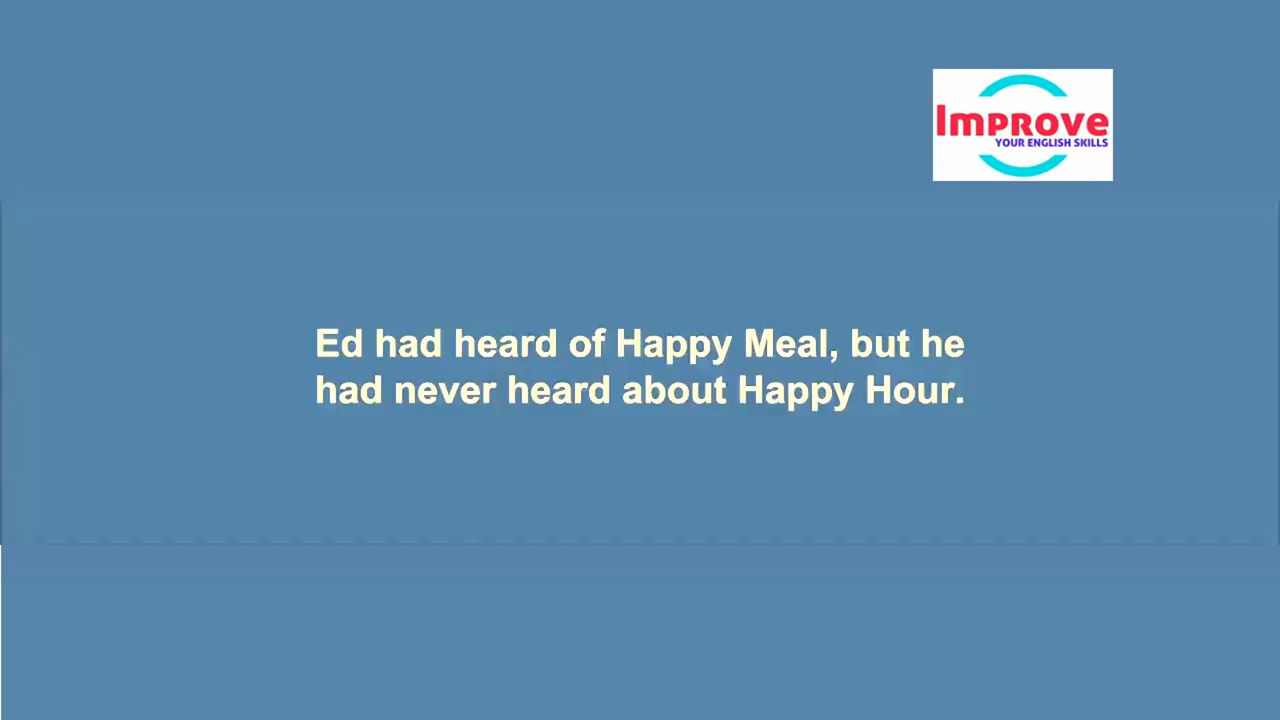 Improve
YOUR ENGLISH SKILLS
Ed had heard of Happy Meal, but he
had never heard about Happy Hour.